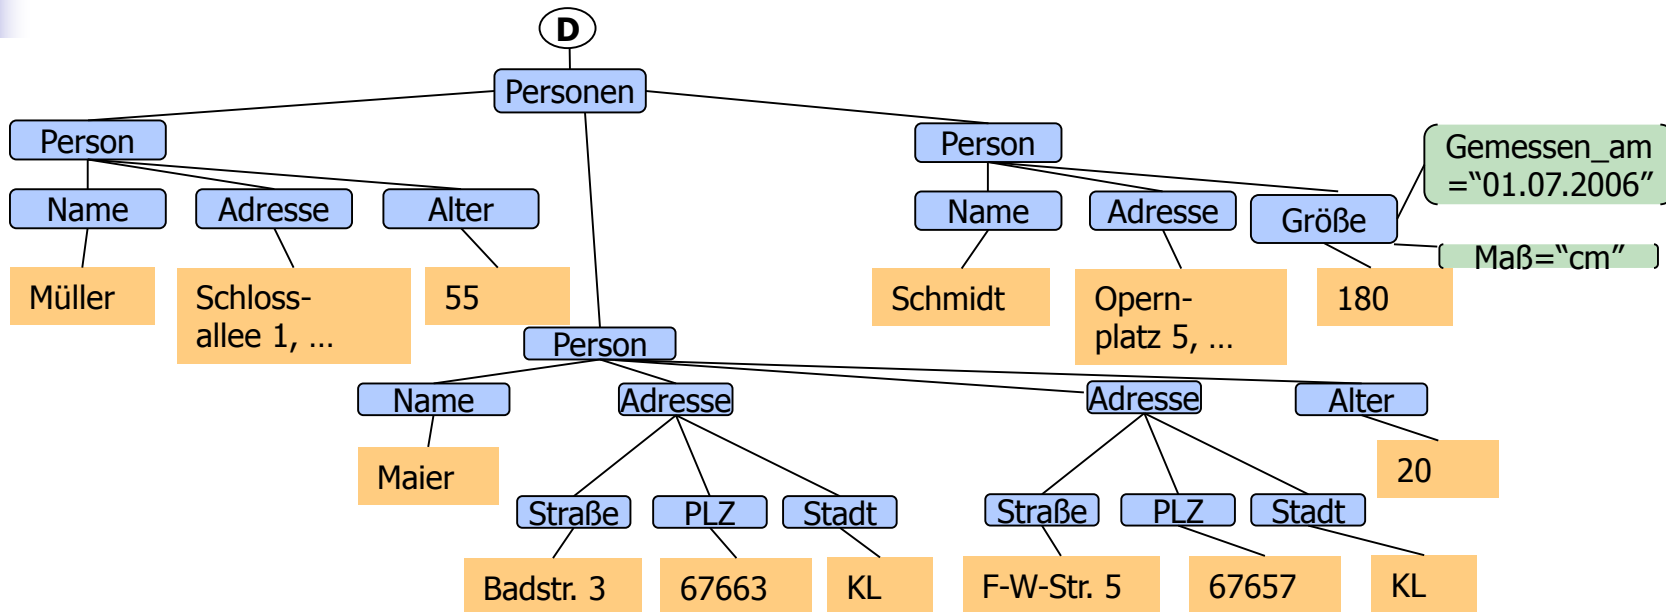 D
Personen
Person
Person
Gemessen_am
=“01.07.2006”
Name
Adresse
Alter
Name
Adresse
Größe
Maß=“cm”
Müller
Schloss-
allee 1, ...
55
Schmidt
Opern-
platz 5, ...
180
Person
Name
Adresse
Adresse
Alter
Maier
20
Straße
PLZ
Stadt
Straße
PLZ
Stadt
Badstr. 3
67663
KL
F-W-Str. 5
67657
KL